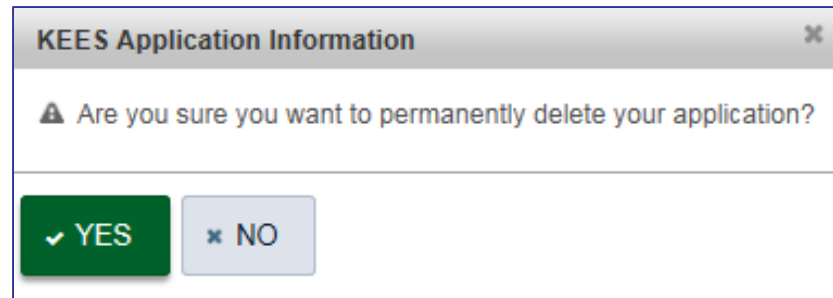 KEES Application Information
Are you sure you want to permanently delete your application?
YES
NO